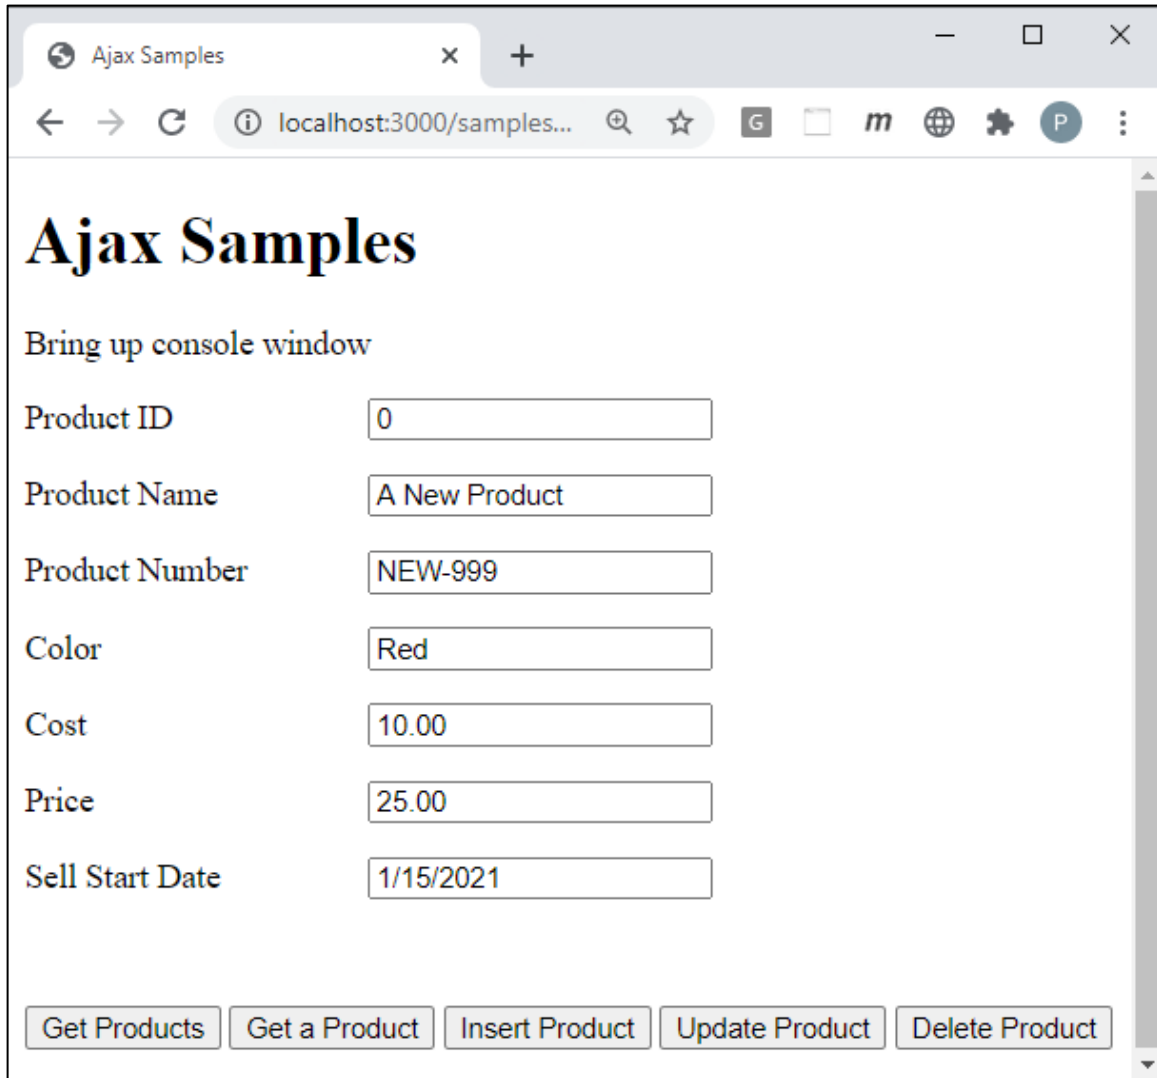 Ajax Samples
localhost:3000/samples... G m P
Ajax Samples
Bring up console window
Product ID 0
Product Name A New Product
Product Number NEW-999
Color Red
Cost 10.00
Price 25.00
Sell Start Date 1/15/2021
Get Products Get a Product Insert Product Update Product Delete Product